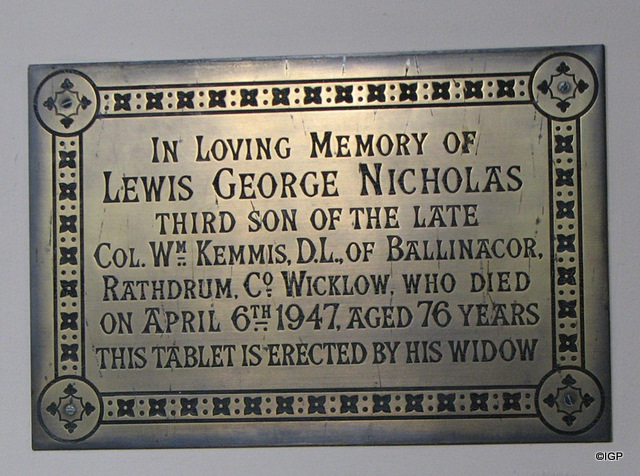 IN LOVING MEMORY OF
LEWIS GEORGE NICHOLAS
THIRD SON OF THE LATE
COL. WM KEMMIS, D.L., OF BALLINACOR,
RATHDRUM, CO WICKLOW, WHO DIED
ON APRIL 6TH 1947, AGED 76 YEARS
THIS TABLET IS ERECTED BY HIS WIDOW
©IGP